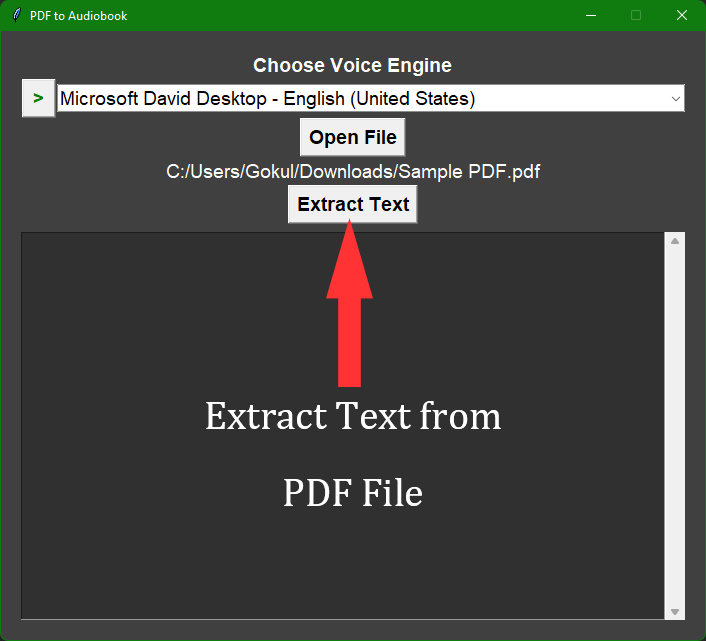 PDF to Audiobook
Choose Voice Engine
> Microsoft David Desktop - English (United States)
Open File
C:/Users/Gokul/Downloads/Sample PDF.pdf
Extract Text
Extract Text from
PDF File